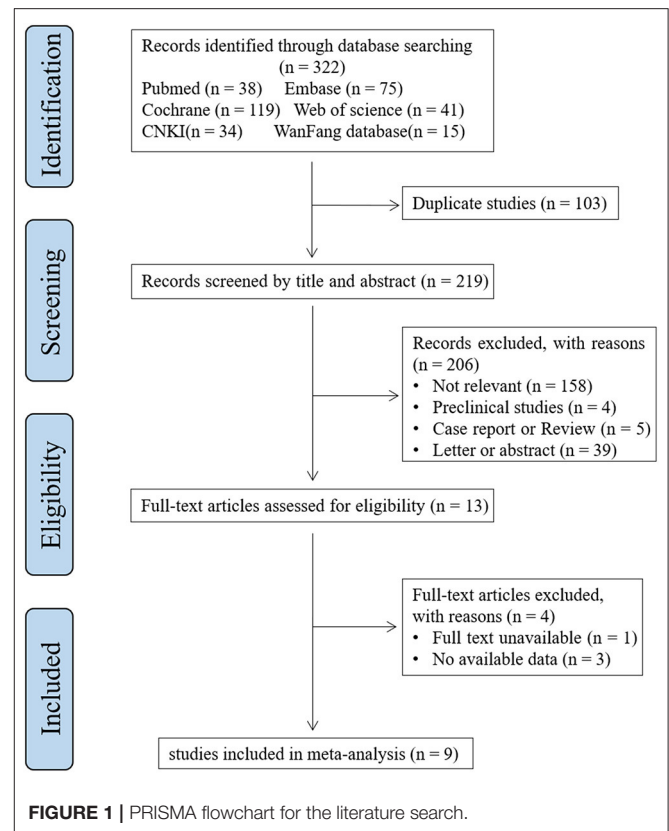 Identification
Records identified through database searching
(n = 322)
Pubmed (n = 38) Embase (n = 75)
Cochrane (n = 119) Web of science (n = 41)
CNKI(n = 34) WanFang database(n = 15)
Duplicate studies (n = 103)
Screening
Records screened by title and abstract (n = 219)
Records excluded, with reasons
(n = 206)
• Not relevant (n = 158)
• Preclinical studies (n = 4)
• Case report or Review (n = 5)
• Letter or abstract (n = 39)
Eligibility
Full-text articles assessed for eligibility (n = 13)
Full-text articles excluded,
with reasons (n = 4)
• Full text unavailable (n = 1)
• No available data (n = 3)
Included
studies included in meta-analysis (n = 9)
FIGURE 1 | PRISMA flowchart for the literature search.